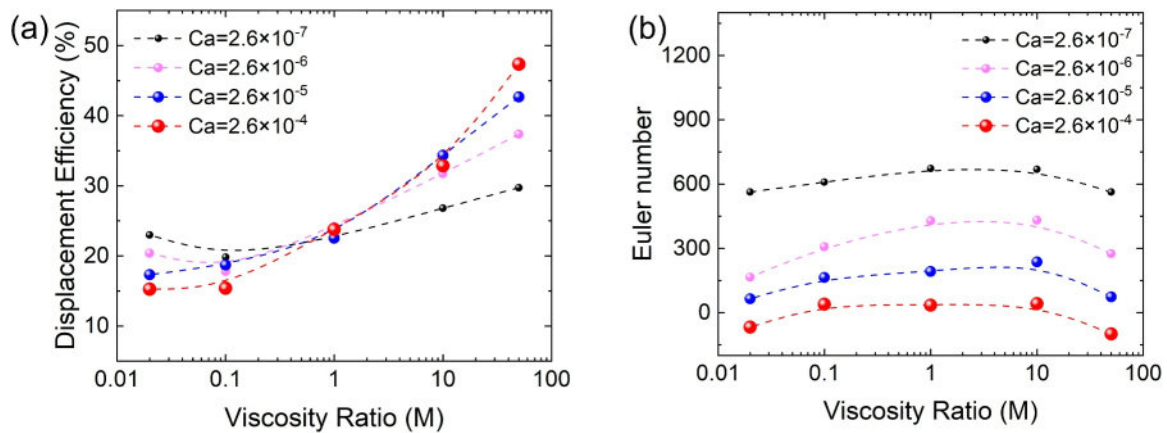 (a)
Displacement Efficiency (%)
50
40
30
20
10
Ca=2.6×10⁻⁷
Ca=2.6×10⁻⁶
Ca=2.6×10⁻⁵
Ca=2.6×10⁻⁴
0.01 0.1 1 10 100
Viscosity Ratio (M)
(b)
Euler number
1200
900
600
300
0
Ca=2.6×10⁻⁷
Ca=2.6×10⁻⁶
Ca=2.6×10⁻⁵
Ca=2.6×10⁻⁴
0.01 0.1 1 10 100
Viscosity Ratio (M)